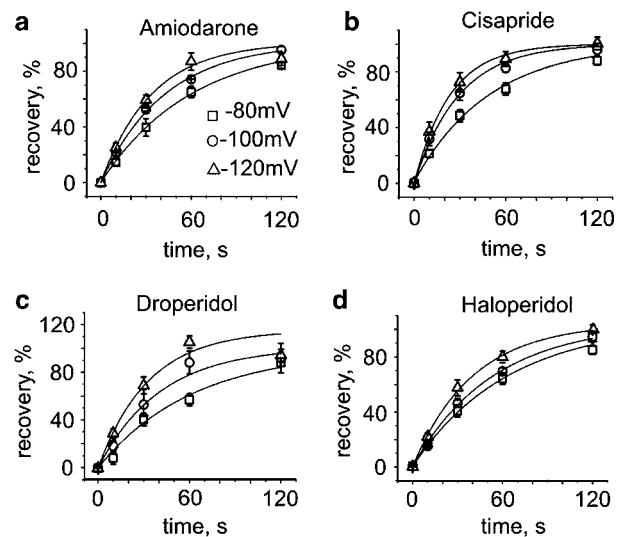 a
Amiodarone
recovery, %
80
40
0
-80mV
-100mV
-120mV
0 60 120
time, s
b
Cisapride
recovery, %
80
40
0
0 60 120
time, s
c
Droperidol
recovery, %
120
80
40
0
0 60 120
time, s
d
Haloperidol
recovery, %
80
40
0
0 60 120
time, s